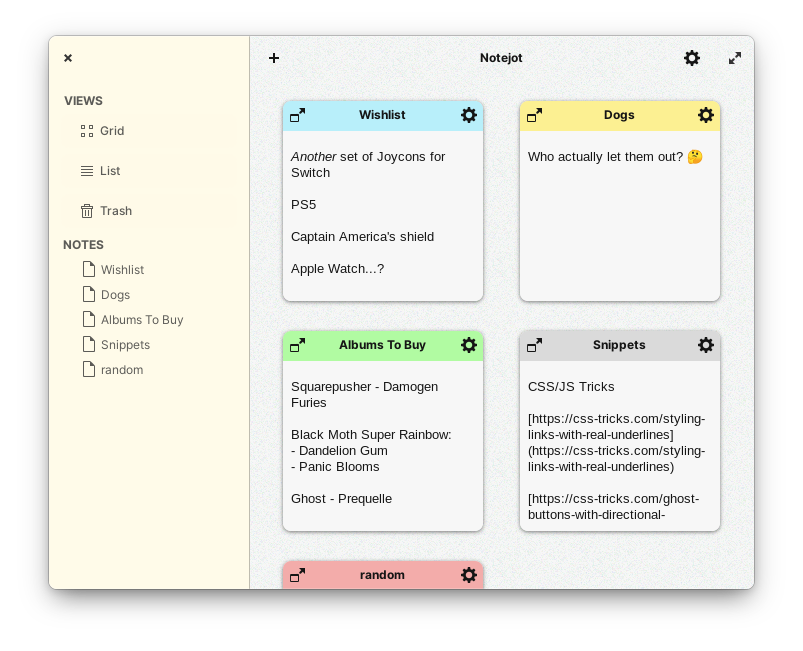 Notejot
VIEWS
Grid
List
Trash
NOTES
Wishlist
Dogs
Albums To Buy
Snippets
random
Wishlist
Another set of Joycons for
Switch
PS5
Captain America's shield
Apple Watch...?
Dogs
Who actually let them out? 🤔
Albums To Buy
Squarepusher - Damogen
Furies
Black Moth Super Rainbow:
- Dandelion Gum
- Panic Blooms
Ghost - Prequelle
Snippets
CSS/JS Tricks
[https://css-tricks.com/styling-
links-with-real-underlines]
(https://css-tricks.com/styling-
links-with-real-underlines)
[https://css-tricks.com/ghost-
buttons-with-directional-
random